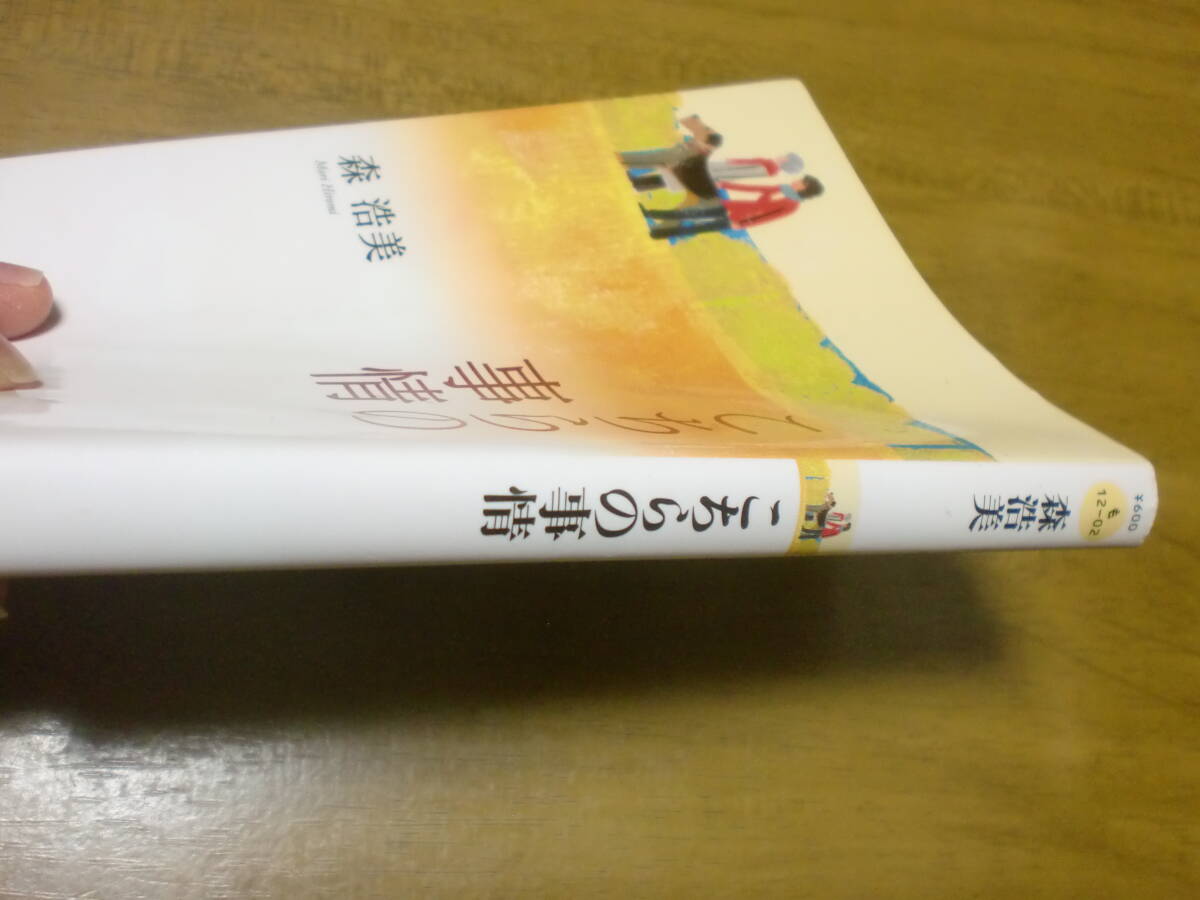 森 浩美
Mori Hiromi
こちらの
事情
こちらの事情
森 浩美
も
12-02
¥600